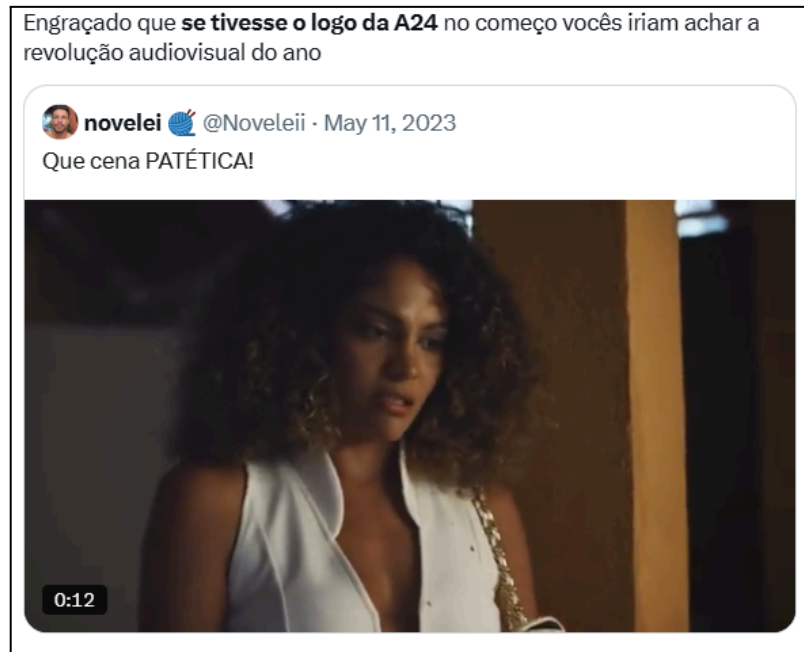 Engraçado que se tivesse o logo da A24 no começo vocês iriam achar a
revolução audiovisual do ano
novelei @Noveleii · May 11, 2023
Que cena PATÉTICA!
0:12